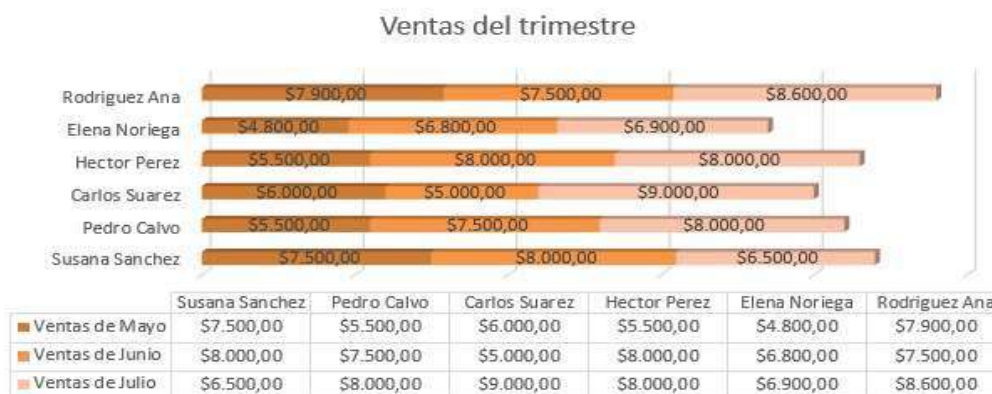 Ventas del trimestre
Rodriguez Ana $7.900,00 $7.500,00 $8.600,00
Elena Noriega $4.800,00 $6.800,00 $6.900,00
Hector Perez $5.500,00 $8.000,00 $8.000,00
Carlos Suarez $6.000,00 $5.000,00 $9.000,00
Pedro Calvo $5.500,00 $7.500,00 $8.000,00
Susana Sanchez $7.500,00 $8.000,00 $6.500,00
Susana Sanchez Pedro Calvo Carlos Suarez Hector Perez Elena Noriega Rodriguez Ana
Ventas de Mayo $7.500,00 $5.500,00 $6.000,00 $5.500,00 $4.800,00 $7.900,00
Ventas de Junio $8.000,00 $7.500,00 $5.000,00 $8.000,00 $6.800,00 $7.500,00
Ventas de Julio $6.500,00 $8.000,00 $9.000,00 $8.000,00 $6.900,00 $8.600,00